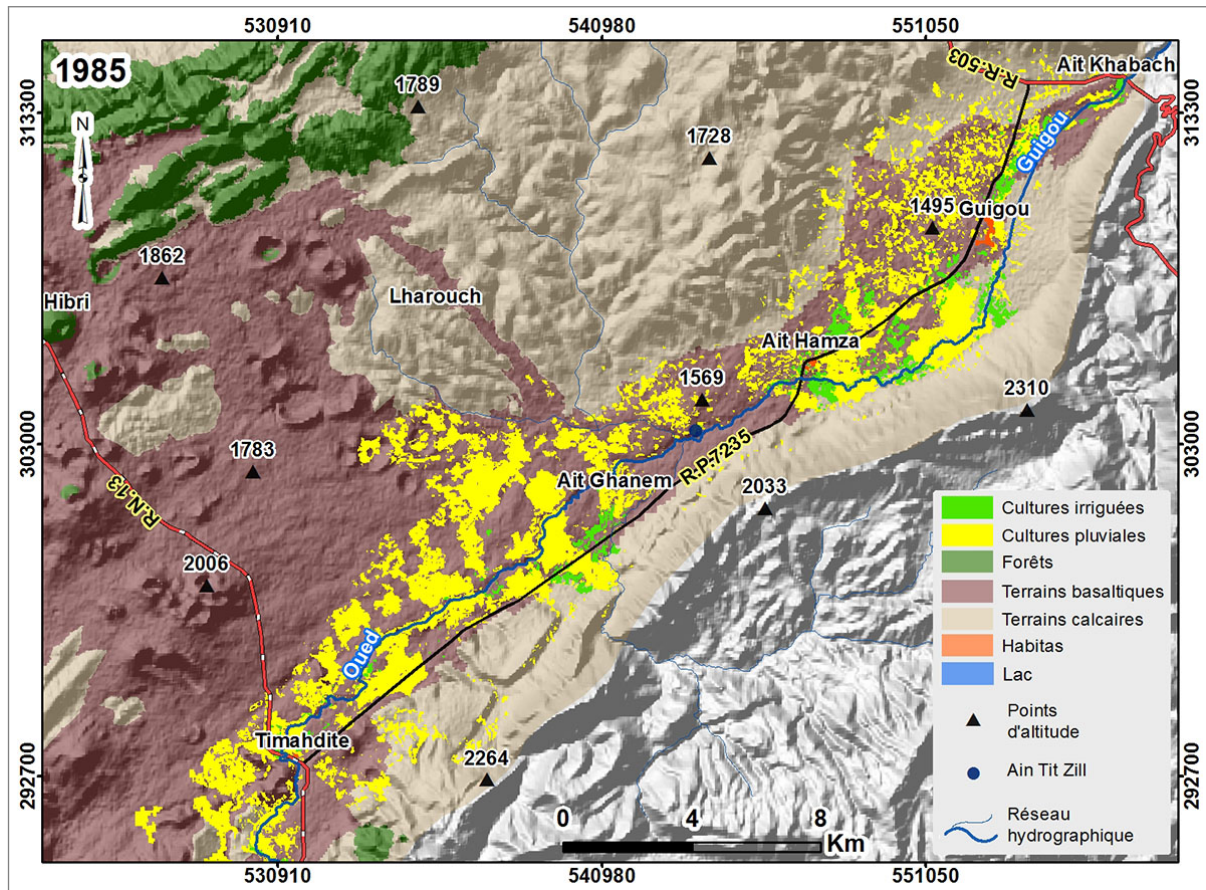 530910
540980
551050
1985
N
R.R.503
Ait Khabach
1789
313300
313300
1728
Guigou
1495
Guigou
1862
Hibri
Lharouch
Ait Hamza
1569
2310
303000
303000
1783
Ait Ghanem
R-P-7235
2033
R.N.13
2006
Oued
Timahdite
2264
292700
292700
Cultures irriguées
Cultures pluviales
Forêts
Terrains basaltiques
Terrains calcaires
Habitas
Lac
Points
d'altitude
Ain Tit Zill
Réseau
hydrographique
0
4
8
Km
530910
540980
551050